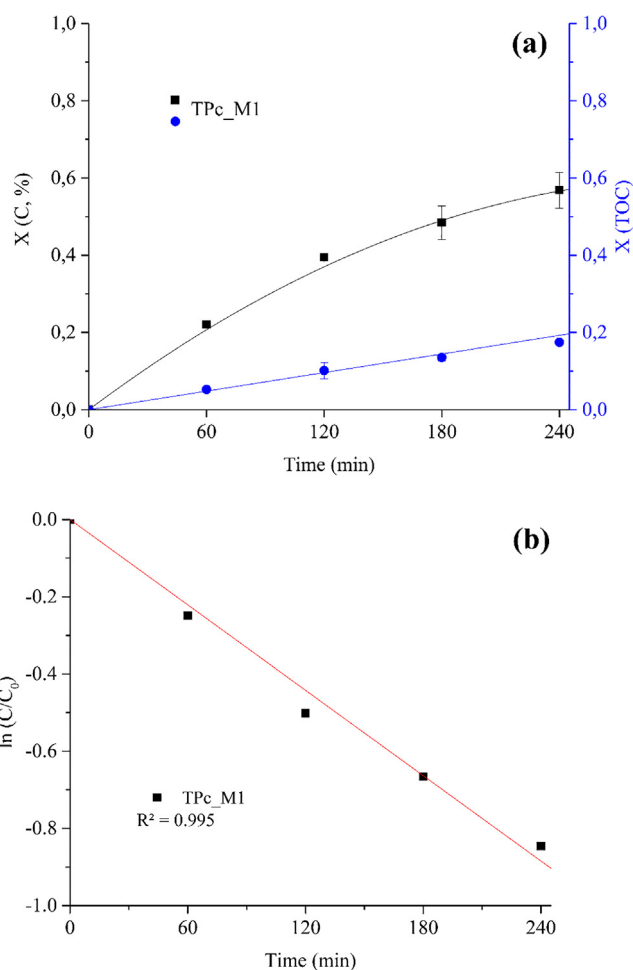 (a)
1,0
0,8
0,6
0,4
0,2
0,0
X (C, %)
TPc_M1
1,0
0,8
0,6
0,4
0,2
0,0
X (TOC)
0
60
120
180
240
Time (min)
(b)
0.0
-0.2
-0.4
-0.6
-0.8
-1.0
ln (C/C₀)
TPc_M1
R² = 0.995
0
60
120
180
240
Time (min)